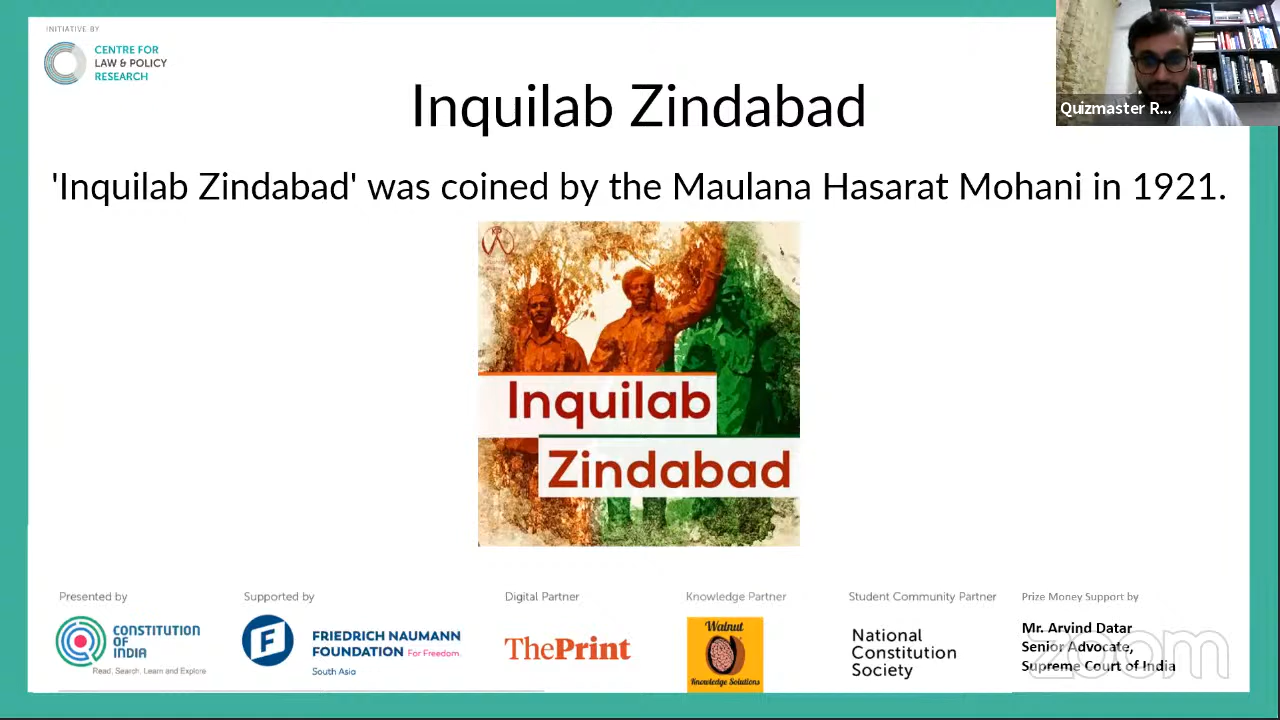 INITIATIVE BY
CENTRE FOR
LAW & POLICY
RESEARCH
Quizmaster R...
Inquilab Zindabad
'Inquilab Zindabad' was coined by the Maulana Hasarat Mohani in 1921.
KP
Inquilab
Zindabad
Presented by
CONSTITUTION
OF
INDIA
Read, Search, Learn and Explore
Supported by
F
FRIEDRICH NAUMANN
FOUNDATION For Freedom.
South Asia
Digital Partner
ThePrint
Knowledge Partner
Walnut
Knowledge Solutions
Student Community Partner
National
Constitution
Society
Prize Money Support by
Mr. Arvind Datar
Senior Advocate,
Supreme Court of India
zoom